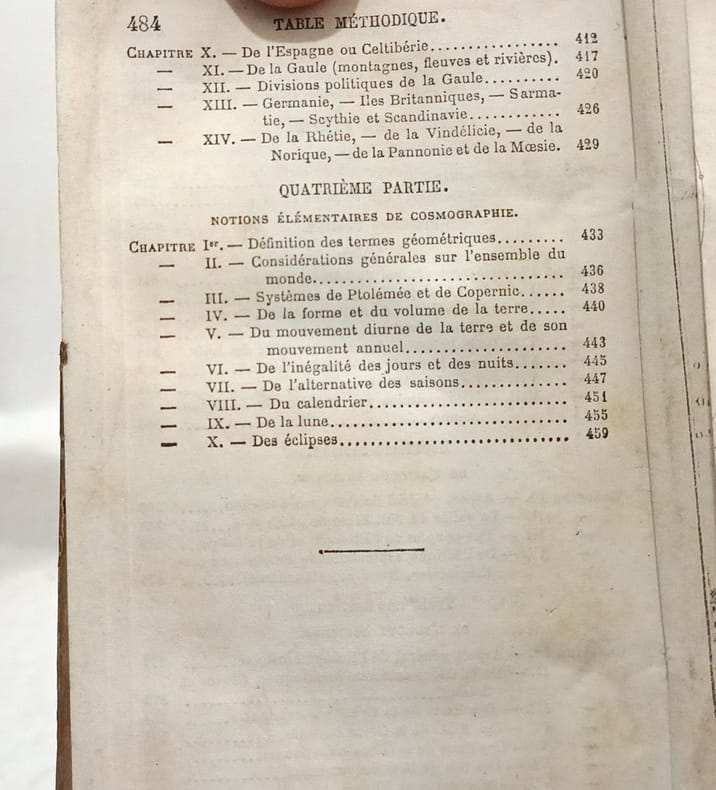 484 TABLE MÉTHODIQUE.
CHAPITRE X. — De l'Espagne ou Celtibérie................ 412
— XI. — De la Gaule (montagnes, fleuves et rivières). 417
— XII. — Divisions politiques de la Gaule.......... 420
— XIII. — Germanie, — Iles Britanniques, — Sarma-
tie, — Scythie et Scandinavie............ 426
— XIV. — De la Rhétie, — de la Vindélicie, — de la
Norique, — de la Pannonie et de la Mœsie. 429
QUATRIÈME PARTIE.
NOTIONS ÉLÉMENTAIRES DE COSMOGRAPHIE.
CHAPITRE Ier. — Définition des termes géométriques......... 433
— II. — Considérations générales sur l'ensemble du
monde................................ 436
— III. — Systèmes de Ptolémée et de Copernic...... 438
— IV. — De la forme et du volume de la terre..... 440
— V. — Du mouvement diurne de la terre et de son
mouvement annuel..................... 443
— VI. — De l'inégalité des jours et des nuits....... 445
— VII. — De l'alternative des saisons.............. 447
— VIII. — Du calendrier.......................... 451
— IX. — De la lune............................... 455
— X. — Des éclipses.............................. 459